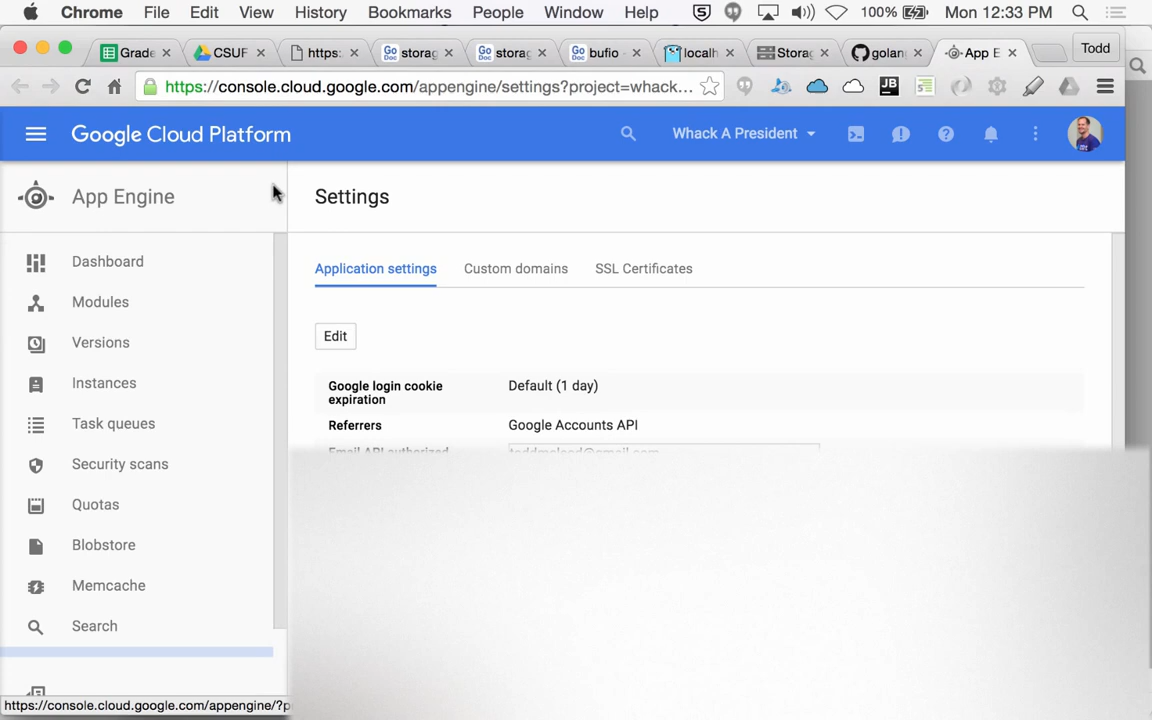 Chrome File Edit View History Bookmarks People Window Help 100% Mon 12:33 PM
Grade CSUF https: storag storag bufio localh Storag golan App E Todd
https://console.cloud.google.com/appengine/settings?project=whack...
Google Cloud Platform Whack A President
App Engine
Settings
Dashboard
Modules
Versions
Instances
Task queues
Security scans
Quotas
Blobstore
Memcache
Search
Application settings Custom domains SSL Certificates
Edit
Google login cookie expiration Default (1 day)
Referrers Google Accounts API
Email API authorized
https://console.cloud.google.com/appengine/?p